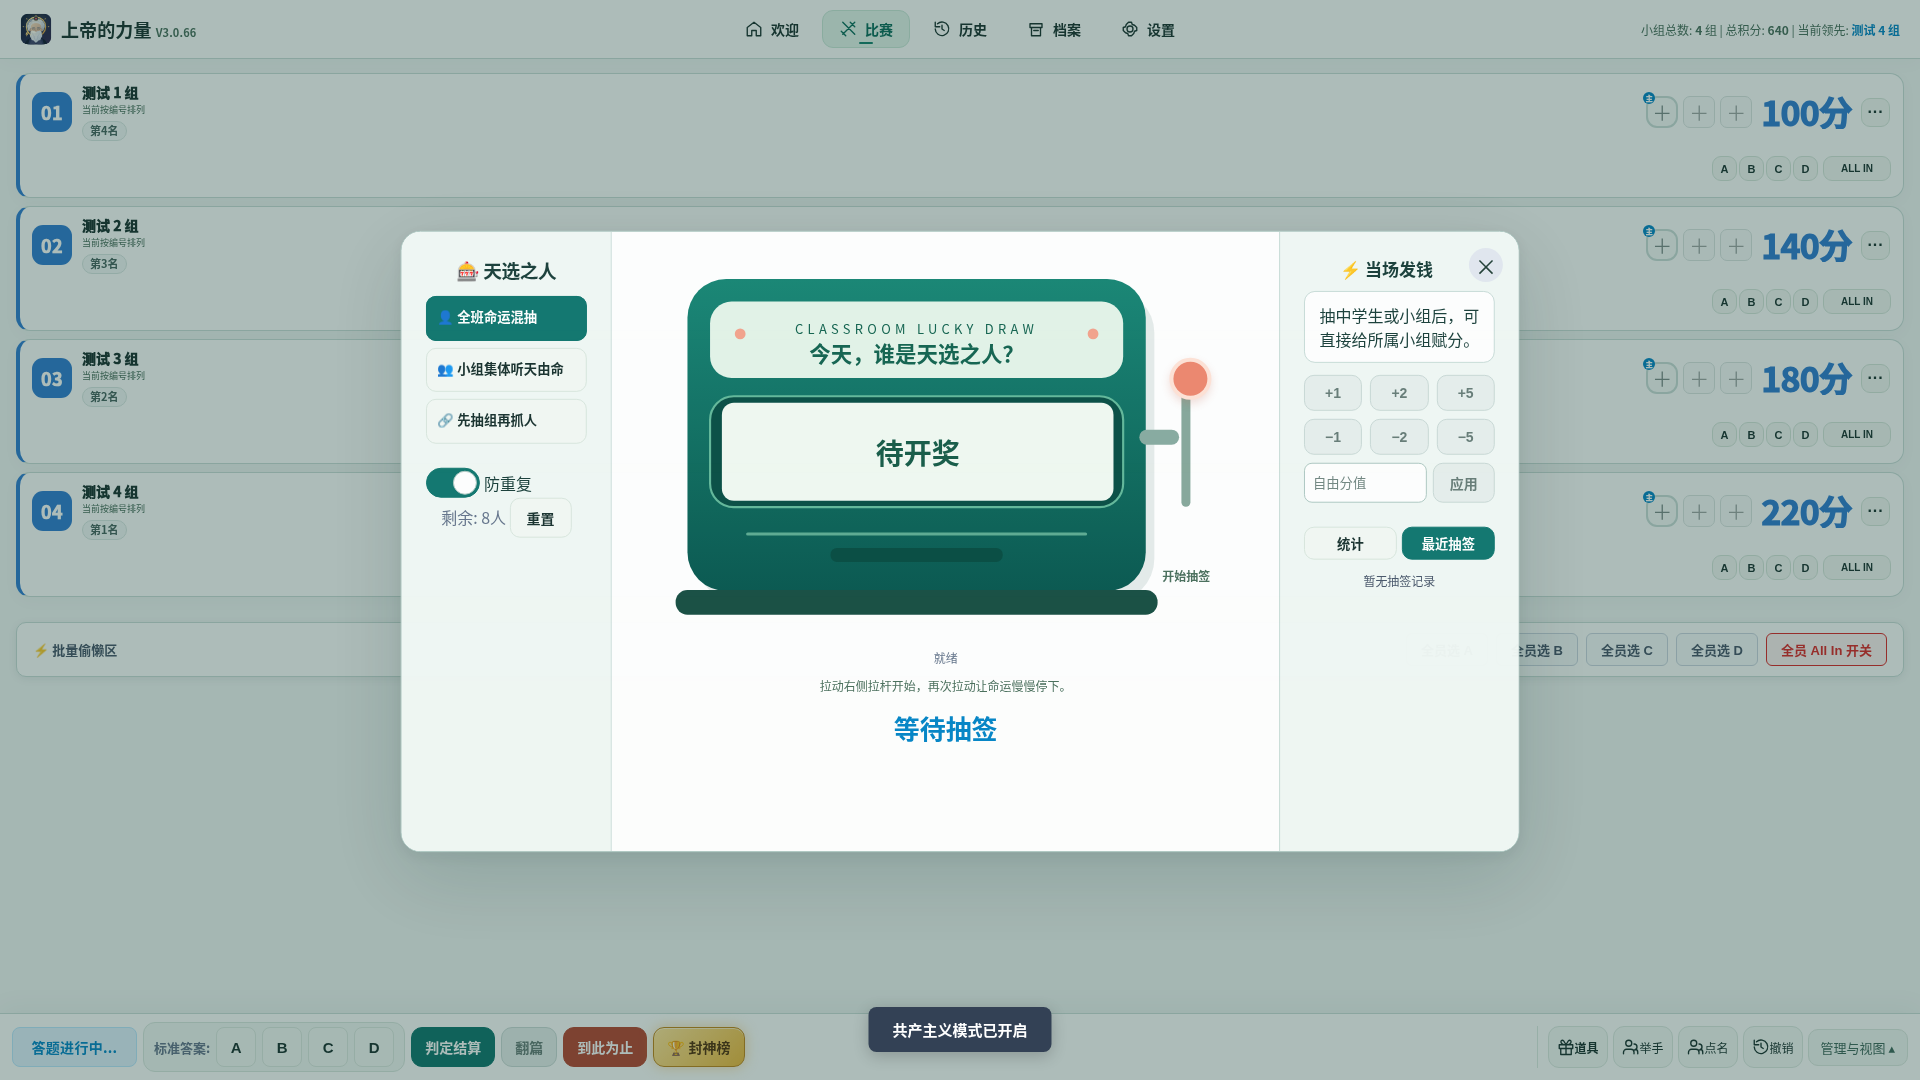 上帝的力量 V3.0.66
欢迎
比赛
历史
档案
设置
小组总数: 4 组 | 总积分: 640 | 当前领先: 测试 4 组
01
测试 1 组
当前按编号排列
第4名
主
100分
...
A B C D ALL IN
02
测试 2 组
当前按编号排列
第3名
主
140分
...
A B C D ALL IN
03
测试 3 组
当前按编号排列
第2名
主
180分
...
A B C D ALL IN
04
测试 4 组
当前按编号排列
第1名
主
220分
...
A B C D ALL IN
⚡ 批量偷懒区
全员选 A
全员选 B
全员选 C
全员选 D
全员 All In 开关
🎰 天选之人
👤 全班命运混抽
👥 小组集体听天由命
🔗 先抽组再抓人
防重复
剩余: 8人
重置
CLASSROOM LUCKY DRAW
今天，谁是天选之人？
待开奖
开始抽签
就绪
拉动右侧拉杆开始，再次拉动让命运慢慢停下。
等待抽签
⚡ 当场发钱
抽中学生或小组后，可
直接给所属小组赋分。
+1 +2 +5
−1 −2 −5
自由分值
应用
统计
最近抽签
暂无抽签记录
共产主义模式已开启
答题进行中...
标准答案:
A B C D
判定结算
翻篇
到此为止
🏆 封神榜
道具
举手
点名
撤销
管理与视图 ▴